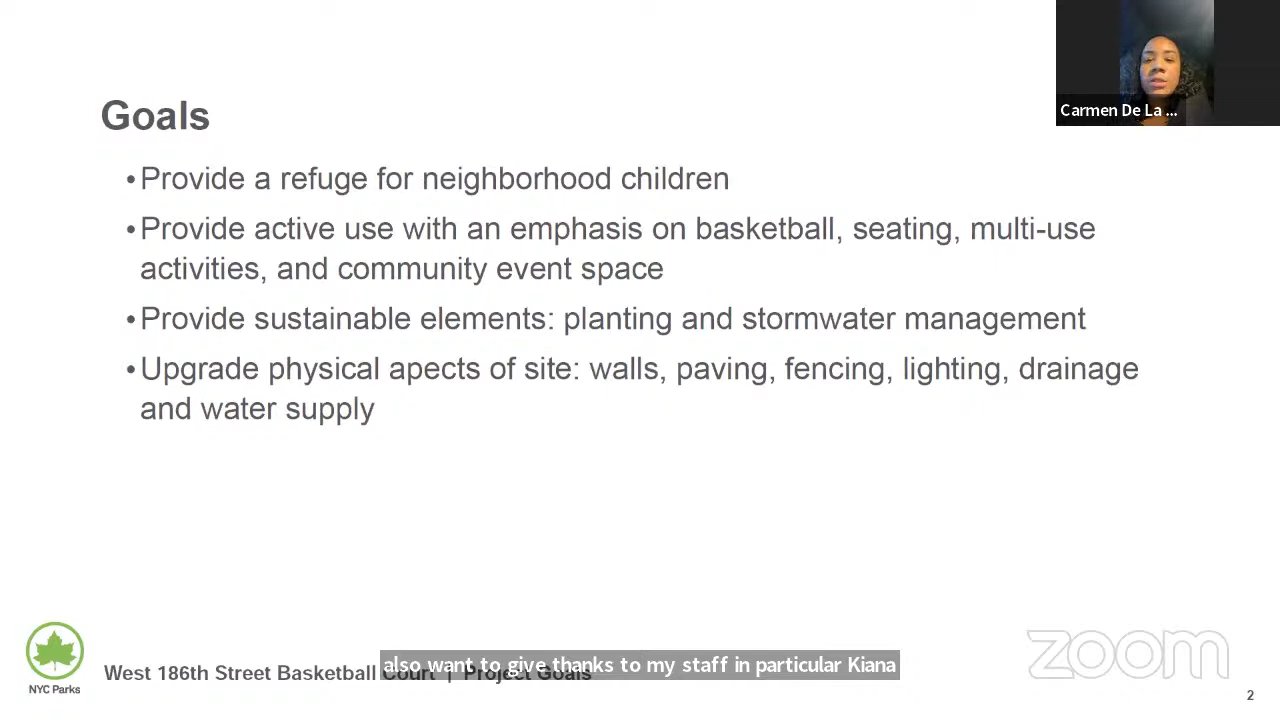 Carmen De La ...
Goals
•Provide a refuge for neighborhood children
•Provide active use with an emphasis on basketball, seating, multi-use
activities, and community event space
•Provide sustainable elements: planting and stormwater management
•Upgrade physical apects of site: walls, paving, fencing, lighting, drainage
and water supply
also want to give thanks to my staff in particular Kiana
West 186th Street Basketball Court | Project Goals
NYC Parks
zoom
2